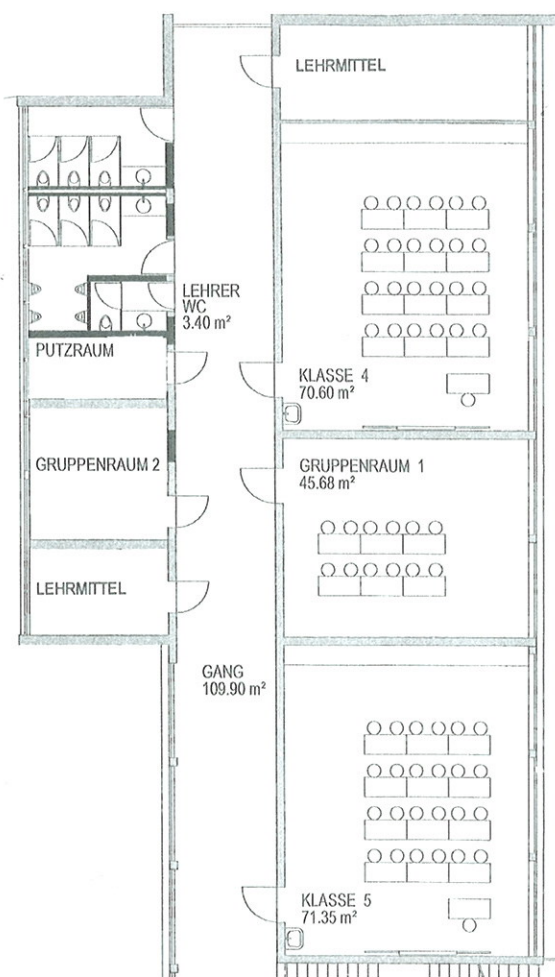 LEHRMITTEL
LEHRER
WC
3.40 m²
PUTZRAUM
KLASSE 4
70.60 m²
GRUPPENRAUM 2
GRUPPENRAUM 1
45.68 m²
LEHRMITTEL
GANG
109.90 m²
KLASSE 5
71.35 m²